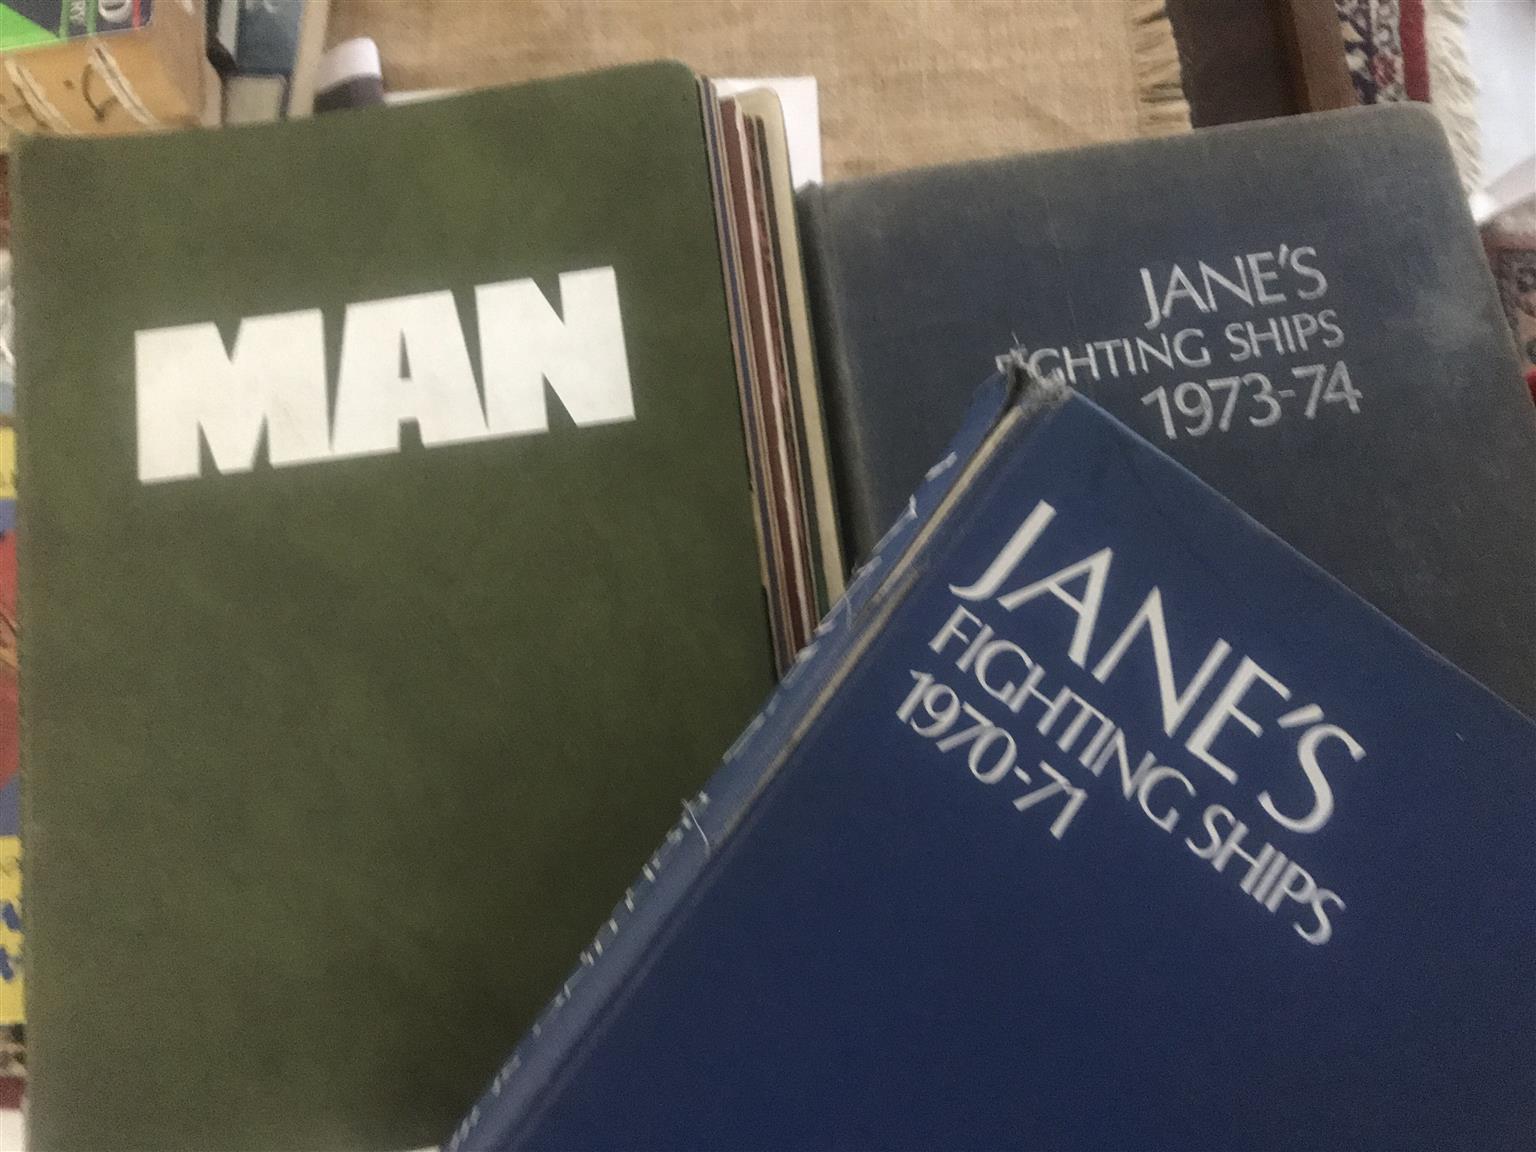 MAN
JANE'S
FIGHTING SHIPS
1973-74
JANE'S
FIGHTING SHIPS
1970-71